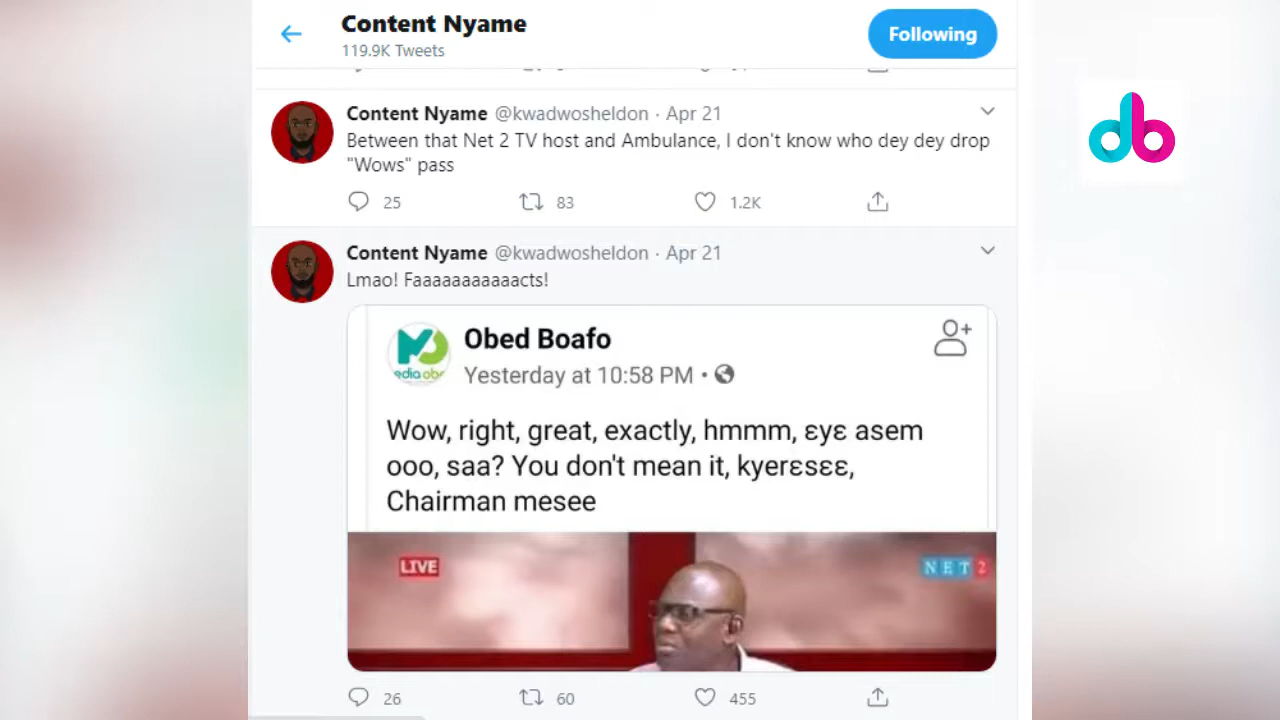 Content Nyame
119.9K Tweets
Following
Content Nyame @kwadwosheldon · Apr 21
Between that Net 2 TV host and Ambulance, I don't know who dey dey drop
"Wows" pass
25 83 1.2K
Content Nyame @kwadwosheldon · Apr 21
Lmao! Faaaaaaaaaaacts!
Obed Boafo
Yesterday at 10:58 PM •
edia obo
Wow, right, great, exactly, hmmm, ɛyɛ asem
ooo, saa? You don't mean it, kyerɛsɛɛ,
Chairman mesee
LIVE
NET 2
26 60 455
db